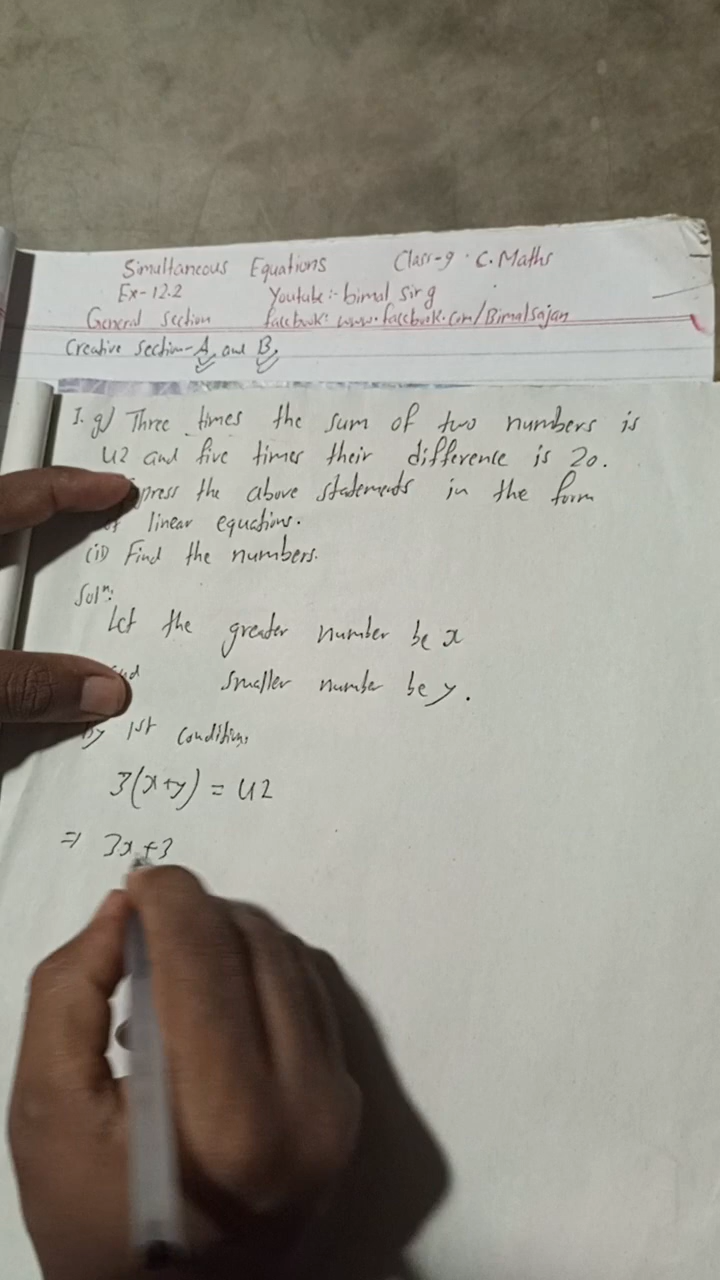 Simultaneous Equations Class-9. C. Maths
Ex-12.2 Youtube:- bimal sir g
General section facebook: www.facebook.com/Bimalsajan
Creative section-A and B,
1. g) Three times the sum of two numbers is
42 and five times their difference is 20.
press the above statements in the form
of linear equations.
(ii) Find the numbers.
Solⁿ:
Let the greater number be x
smaller number be y.
By 1st condition,
3(x+y) = 42
⇒ 3x+3